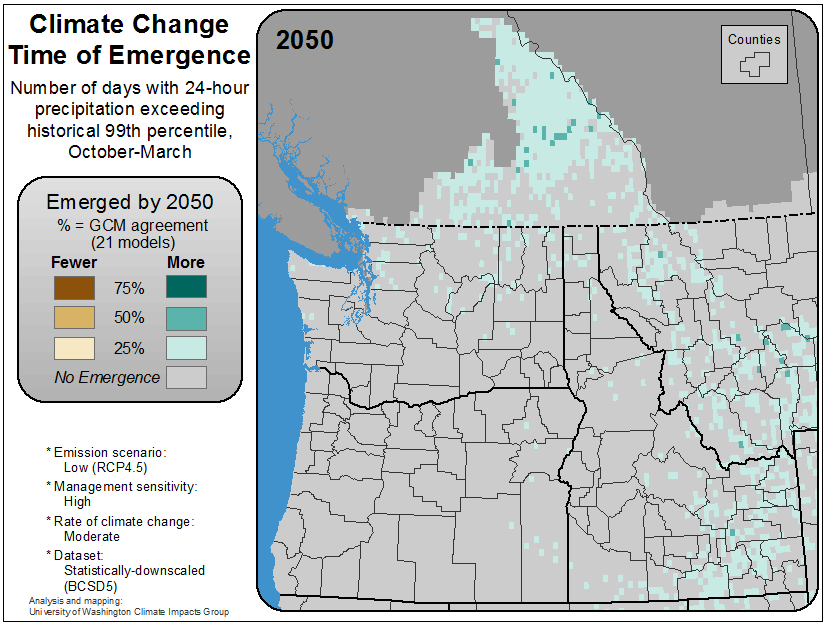 Climate Change
Time of Emergence
Number of days with 24-hour
precipitation exceeding
historical 99th percentile,
October-March
Emerged by 2050
% = GCM agreement
(21 models)
Fewer More
75%
50%
25%
No Emergence
* Emission scenario:
Low (RCP4.5)
* Management sensitivity:
High
* Rate of climate change:
Moderate
* Dataset:
Statistically-downscaled
(BCSD5)
Analysis and mapping:
University of Washington Climate Impacts Group
2050
Counties